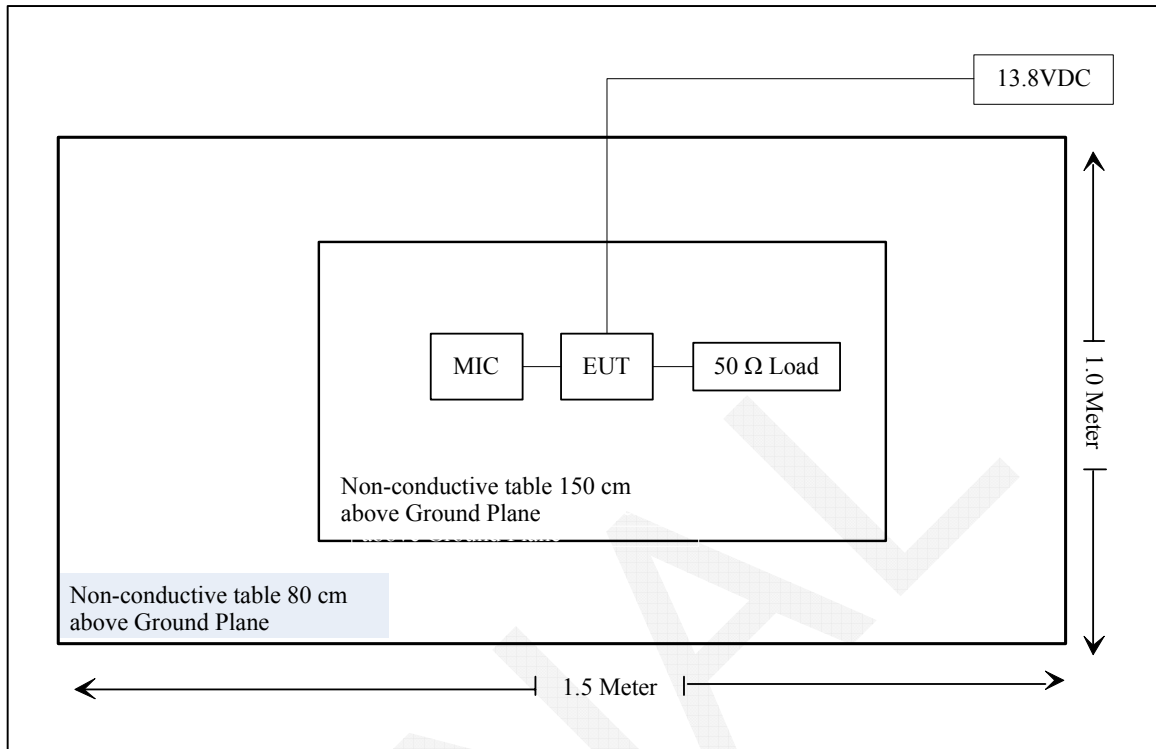 13.8VDC
MIC
EUT
50 Ω Load
1.0 Meter
Non-conductive table 150 cm
above Ground Plane
Non-conductive table 80 cm
above Ground Plane
1.5 Meter